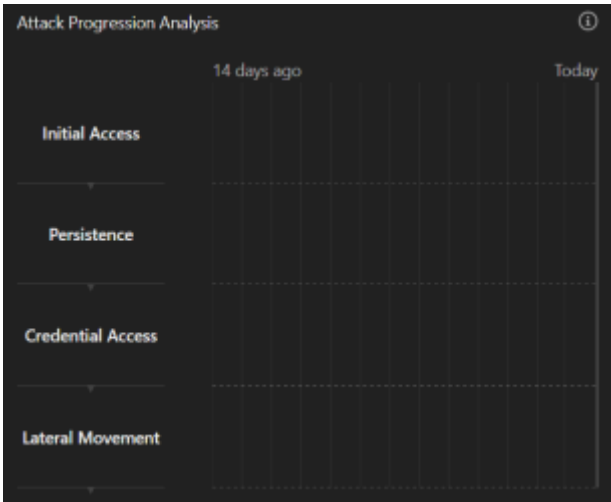 Attack Progression Analysis
14 days ago Today
Initial Access
Persistence
Credential Access
Lateral Movement